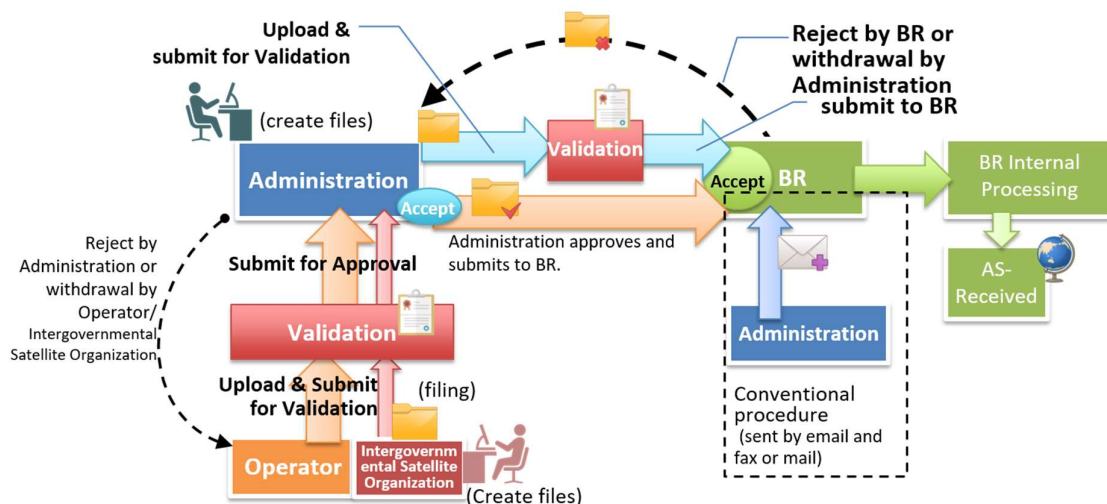 Upload &
submit for Validation
Reject by BR or
withdrawal by
Administration
submit to BR
(create files)
Administration
Validation
Accept
BR
BR Internal
Processing
Accept
Administration approves and
submits to BR.
Reject by
Administration or
withdrawal by
Operator/
Intergovernmental
Satellite Organization
Submit for Approval
AS-
Received
Validation
Administration
Upload & Submit
for Validation
(filing)
Conventional
procedure
(sent by email and
fax or mail)
Operator
Intergovernm
ental Satellite
Organization
(Create files)